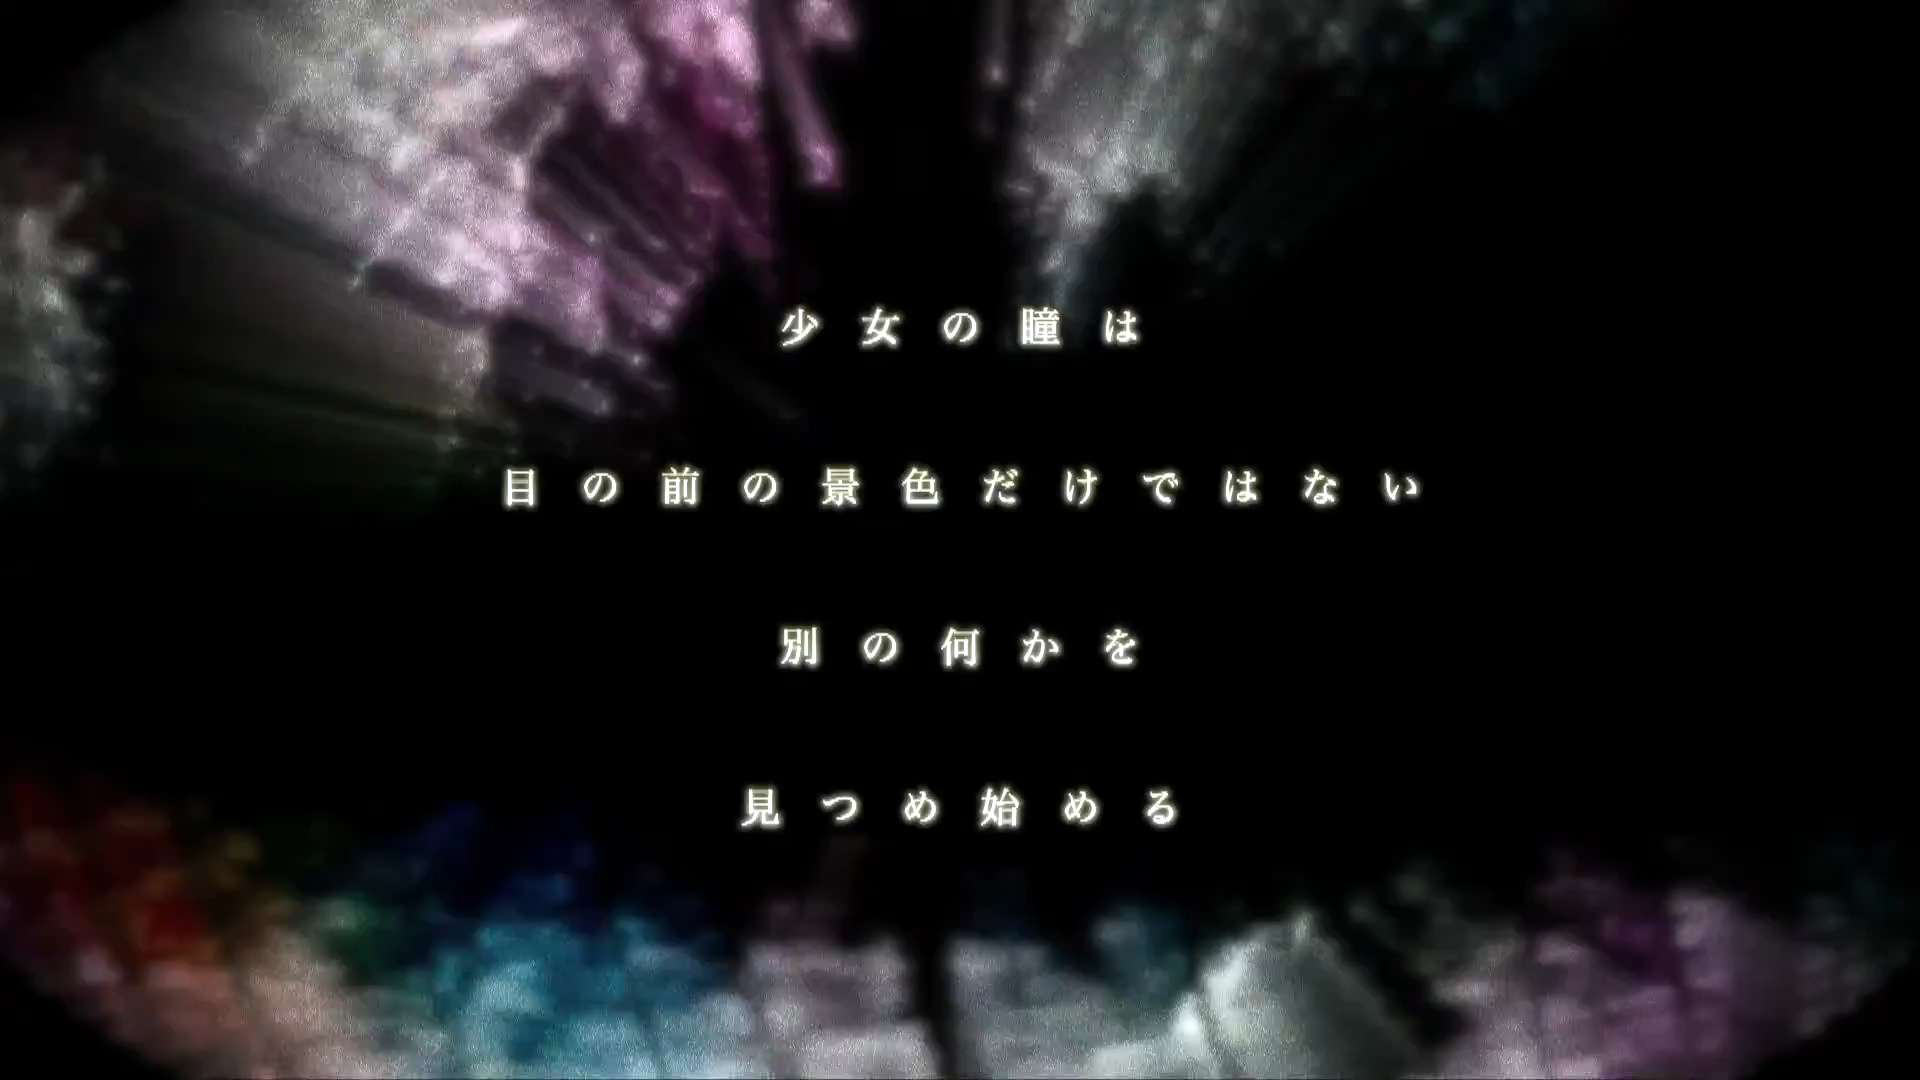 少女の瞳は
目の前の景色だけではない
別の何かを
見つめ始める